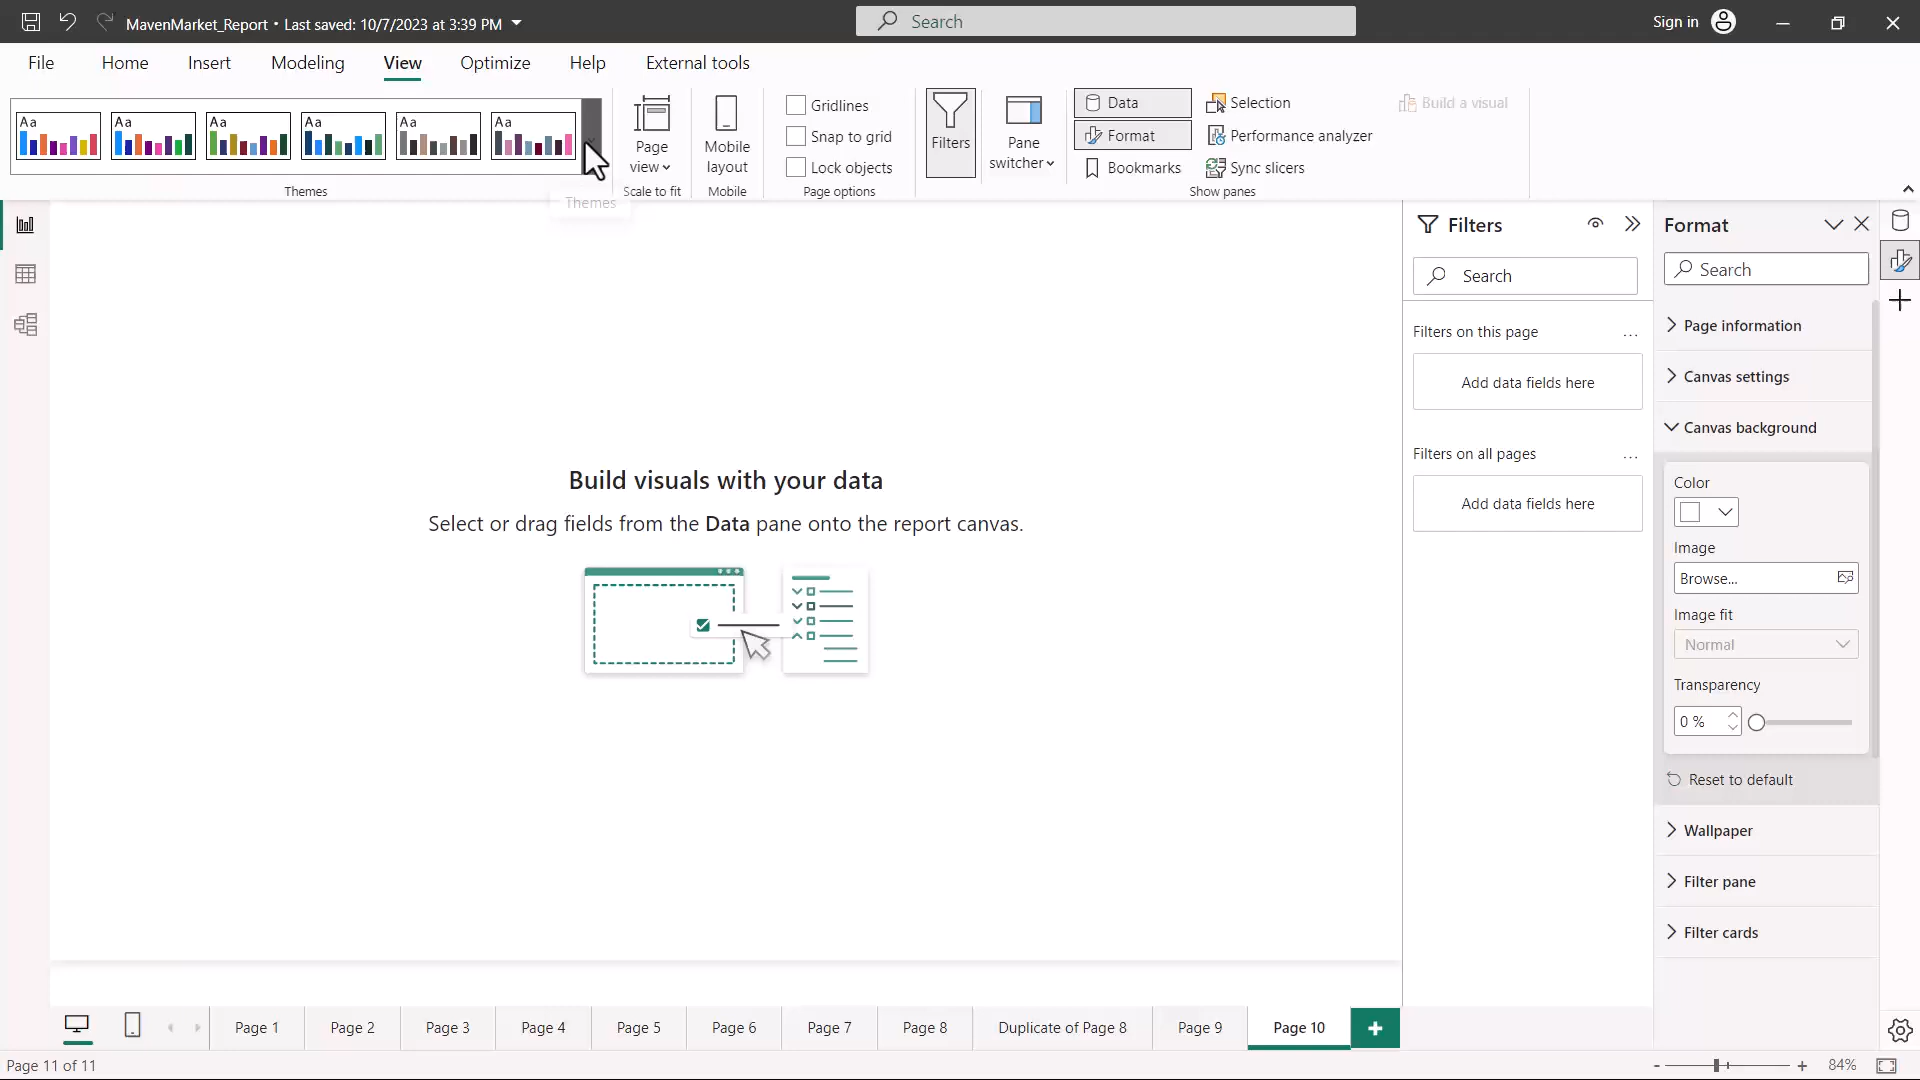 MavenMarket_Report • Last saved: 10/7/2023 at 3:39 PM
Search
Sign in
File
Home
Insert
Modeling
View
Optimize
Help
External tools
Aa
Aa
Aa
Aa
Aa
Aa
Themes
Page view
Scale to fit
Mobile layout
Mobile
Gridlines
Snap to grid
Lock objects
Page options
Filters
Pane switcher
Data
Format
Bookmarks
Selection
Performance analyzer
Sync slicers
Show panes
Build a visual
Themes
Build visuals with your data
Select or drag fields from the Data pane onto the report canvas.
Filters
Search
Filters on this page
...
Add data fields here
Filters on all pages
...
Add data fields here
Format
Search
Page information
Canvas settings
Canvas background
Color
Image
Browse...
Image fit
Normal
Transparency
0 %
Reset to default
Wallpaper
Filter pane
Filter cards
Page 1
Page 2
Page 3
Page 4
Page 5
Page 6
Page 7
Page 8
Duplicate of Page 8
Page 9
Page 10
Page 11 of 11
- + 84%